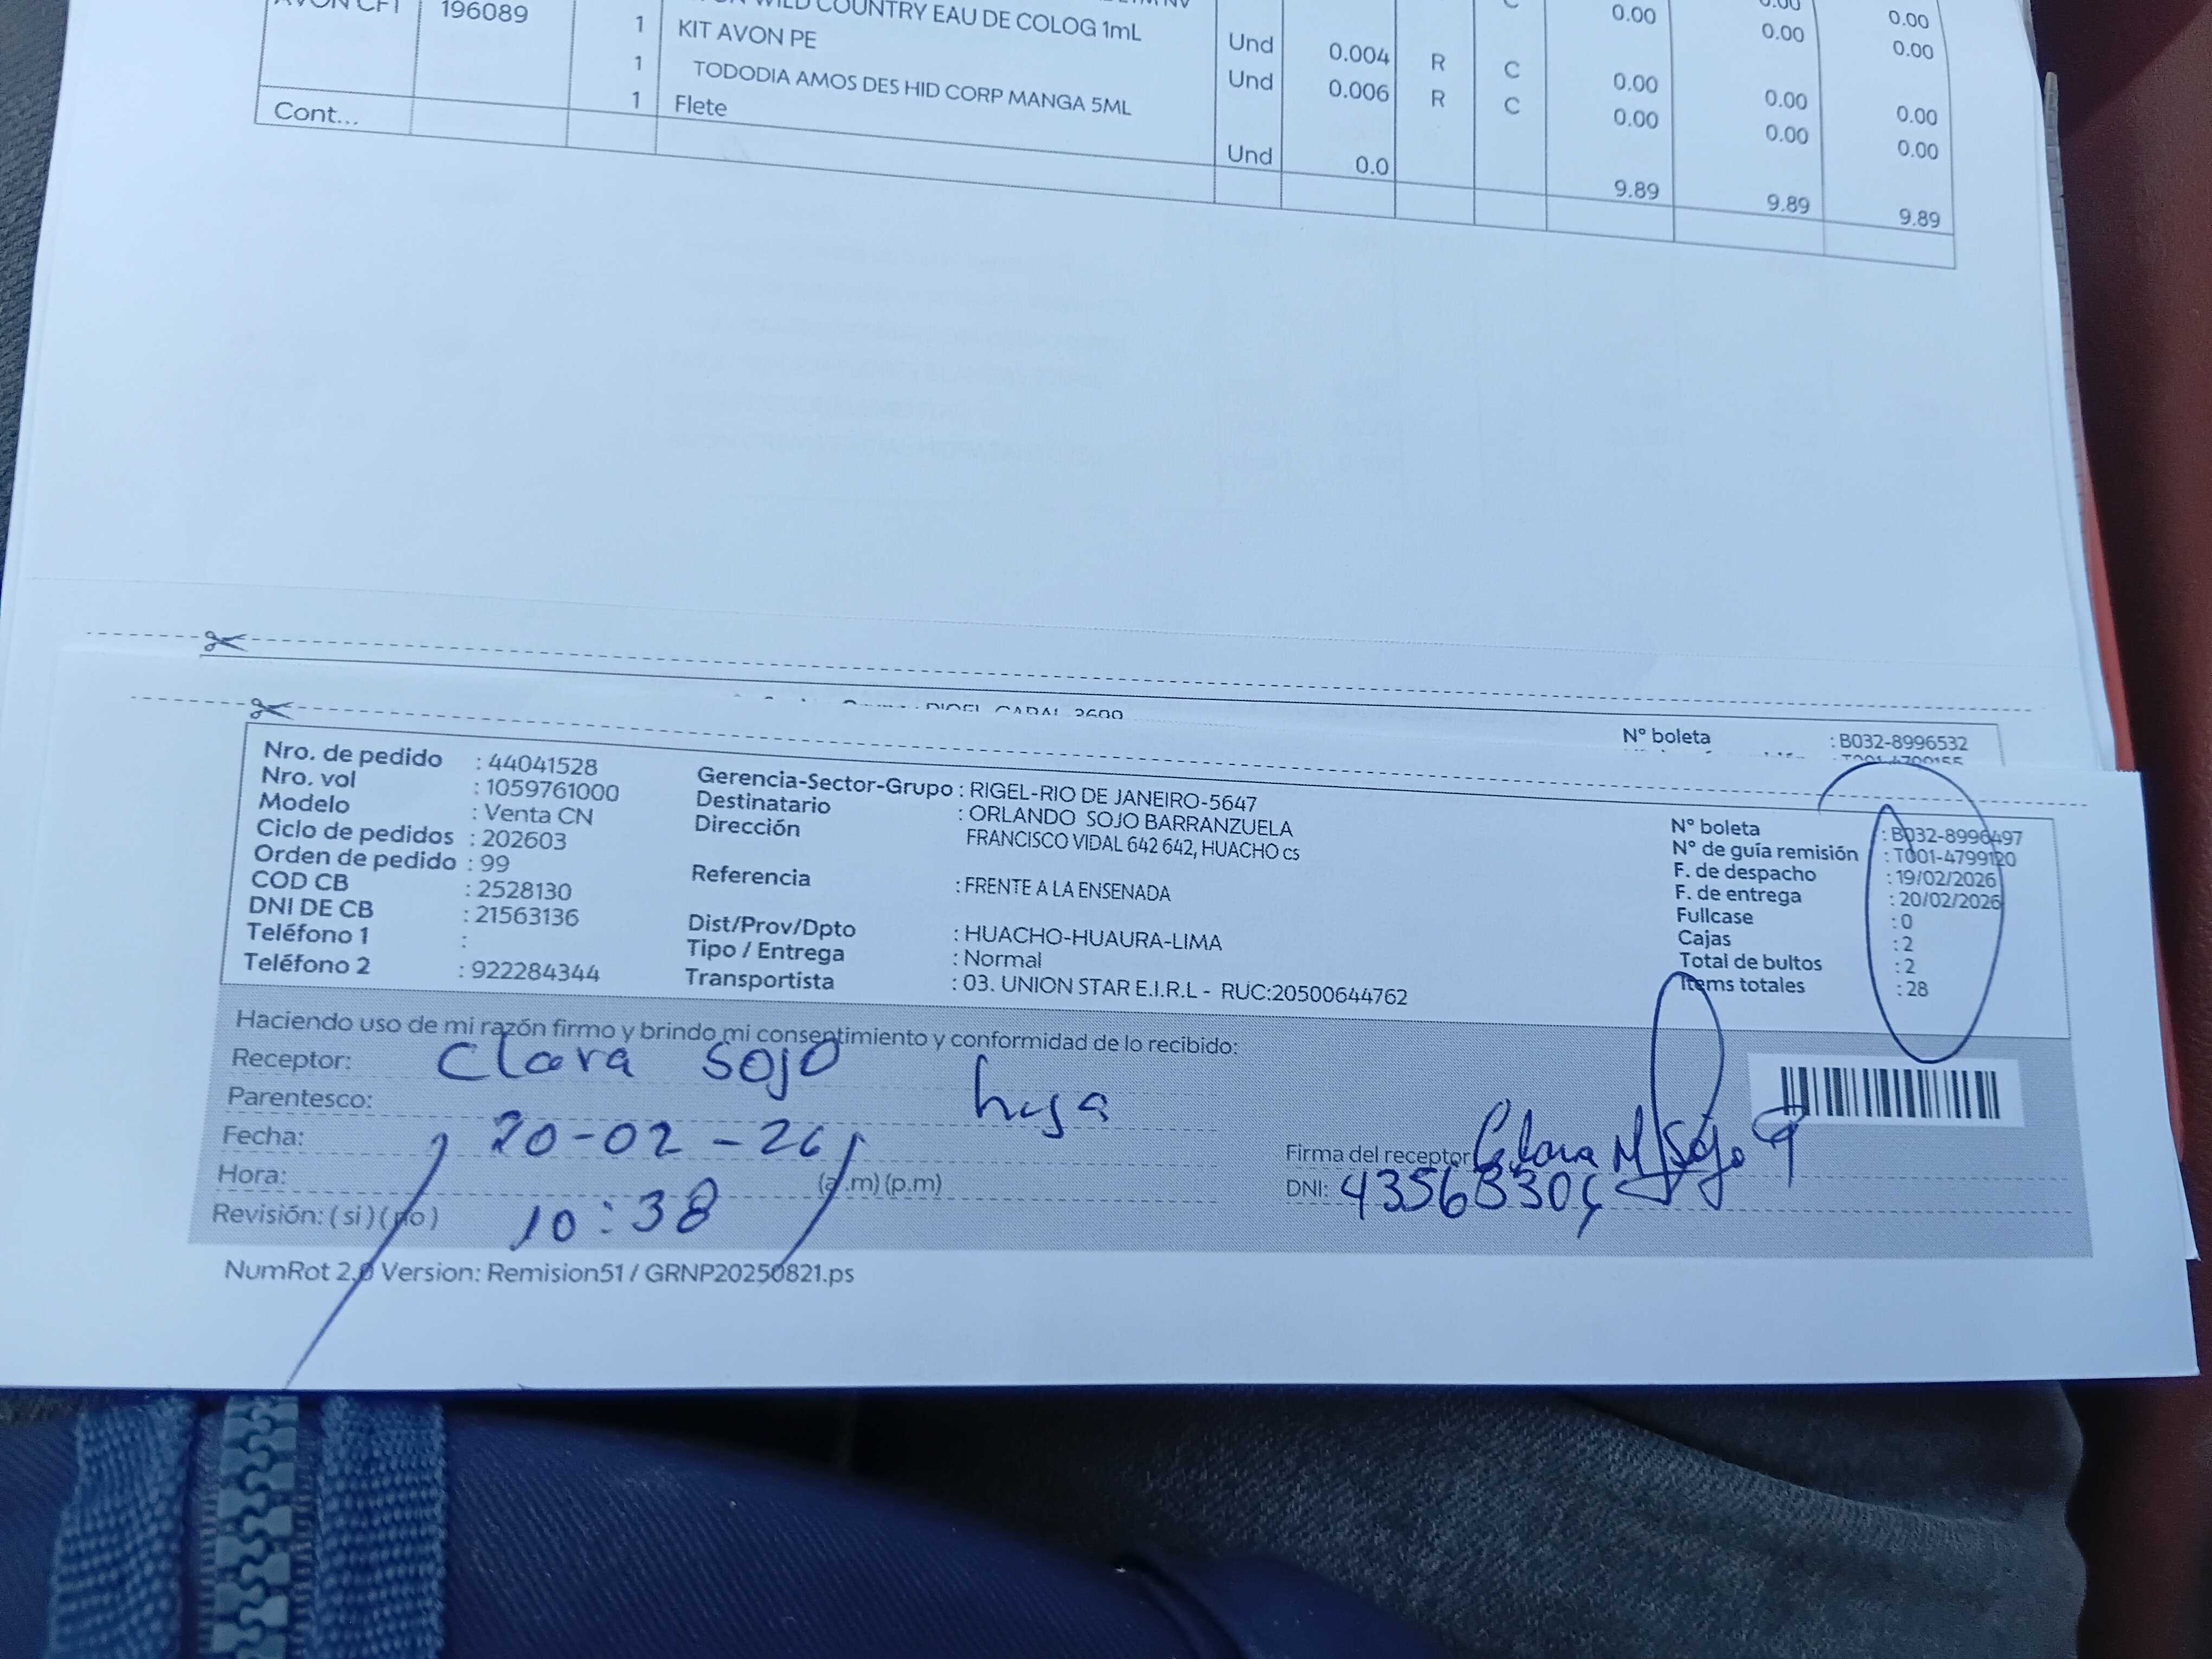 196089
1 WILD COUNTRY EAU DE COLOG 1mL Und 0.004 R C 0.00 0.00 0.00
1 KIT AVON PE Und 0.006 R C 0.00 0.00 0.00
1 TODODIA AMOS DES HID CORP MANGA 5ML 0.00 0.00 0.00
1 Flete Und 0.0 9.89 9.89 9.89
Cont...
N° boleta : B032-8996532
Nro. de pedido : 44041528
Nro. vol : 1059761000
Modelo : Venta CN
Ciclo de pedidos : 202603
Orden de pedido : 99
COD CB : 2528130
DNI DE CB : 21563136
Teléfono 1 :
Teléfono 2 : 922284344
Gerencia-Sector-Grupo : RIGEL-RIO DE JANEIRO-5647
Destinatario : ORLANDO SOJO BARRANZUELA
Dirección FRANCISCO VIDAL 642 642, HUACHO cs
Referencia : FRENTE A LA ENSENADA
Dist/Prov/Dpto : HUACHO-HUAURA-LIMA
Tipo / Entrega : Normal
Transportista : 03. UNION STAR E.I.R.L - RUC:20500644762
N° boleta : B032-8996497
N° de guía remisión : T001-4799120
F. de despacho : 19/02/2026
F. de entrega : 20/02/2026
Fullcase : 0
Cajas : 2
Total de bultos : 2
Items totales : 28
Haciendo uso de mi razón firmo y brindo mi consentimiento y conformidad de lo recibido:
Receptor: Clara Sojo
Parentesco: hija
Fecha: 20-02-26
Hora: 10:38 (a.m) (p.m)
Revisión: ( si ) ( no )
Firma del receptor Clara M Sojo
DNI:
NumRot 2.0 Version: Remision51 / GRNP20250821.ps